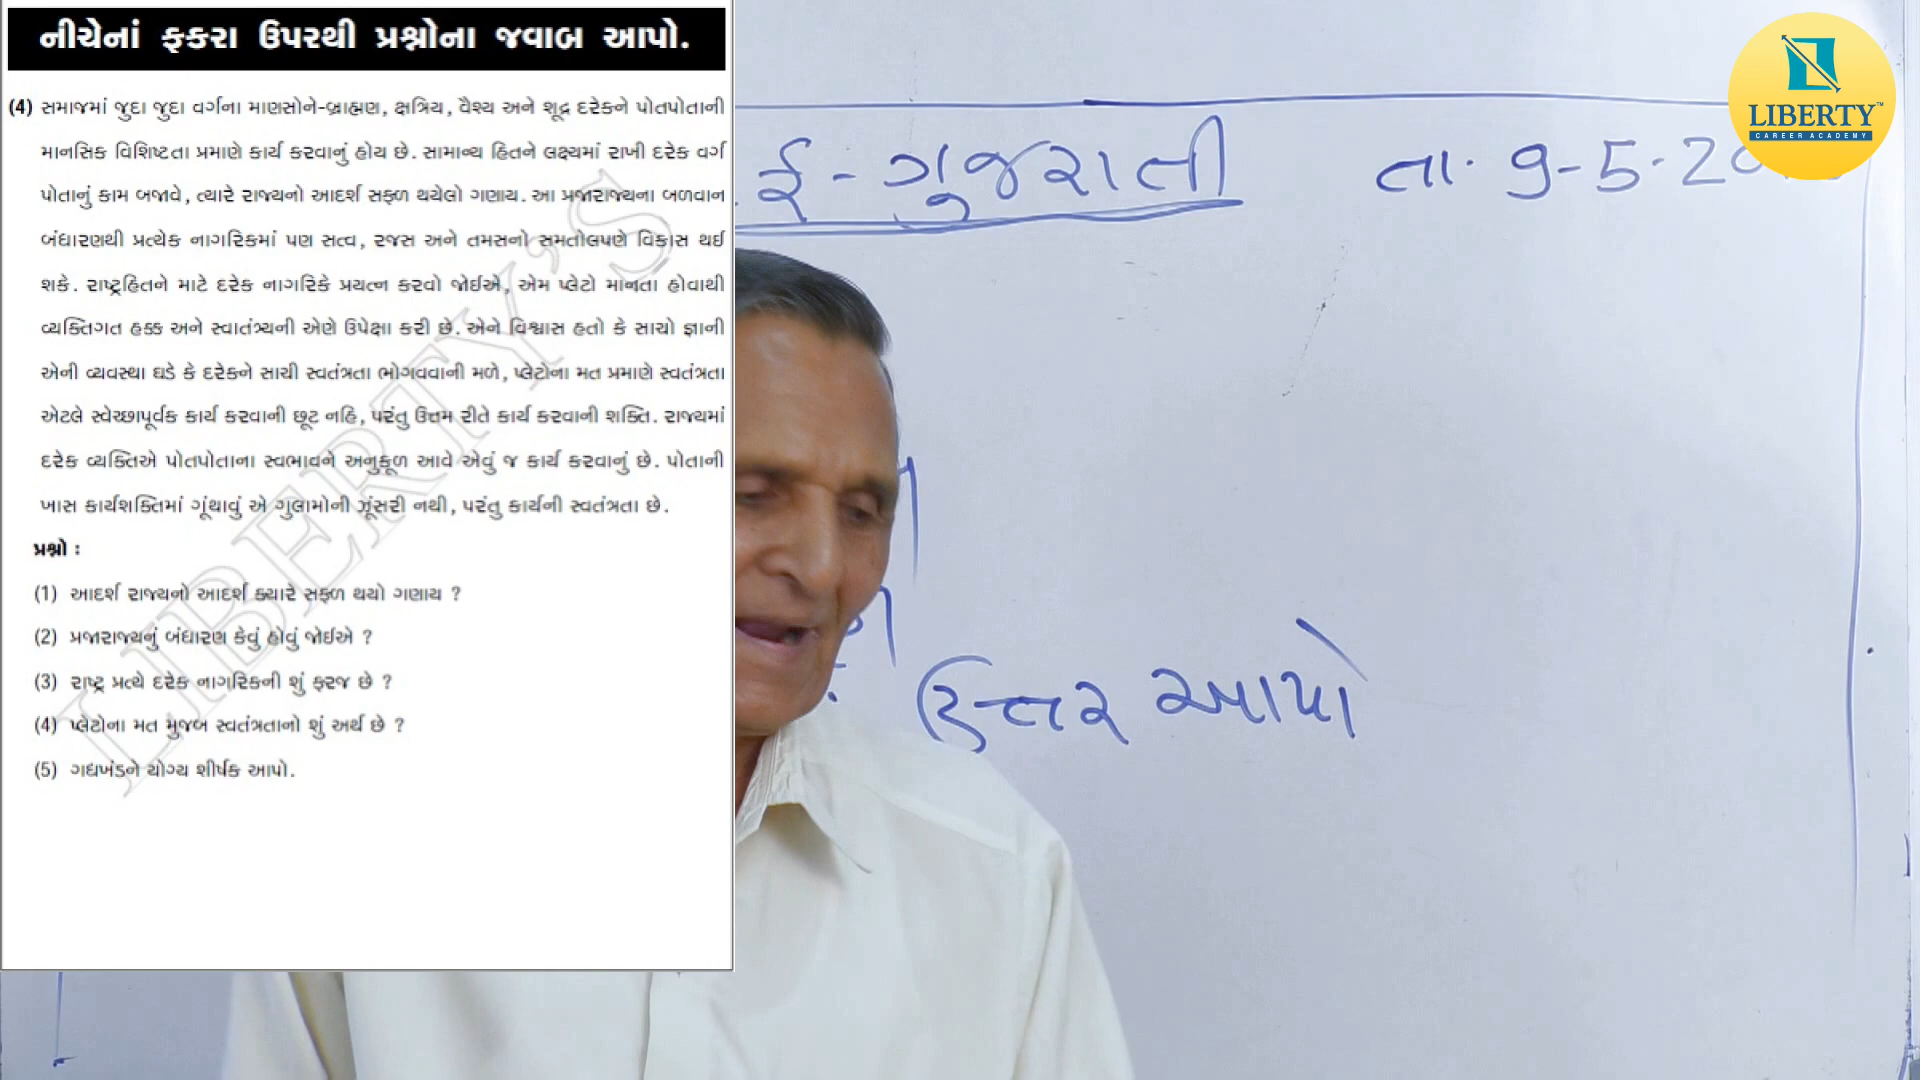 નીચેનાં ફકરા ઉપરથી પ્રશ્નોના જવાબ આપો.
(4) સમાજમાં જુદા જુદા વર્ગના માણસોને-બ્રાહ્મણ, ક્ષત્રિય, વૈશ્ય અને શૂદ્ર દરેકને પોતપોતાની
માનસિક વિશિષ્ટતા પ્રમાણે કાર્ય કરવાનું હોય છે. સામાન્ય હિતને લક્ષ્યમાં રાખી દરેક વર્ગ
પોતાનું કામ બજાવે, ત્યારે રાજ્યનો આદર્શ સફળ થયેલો ગણાય. આ પ્રજારાજ્યના બળવાન
બંધારણથી પ્રત્યેક નાગરિકમાં પણ સત્વ, રજસ અને તમસનો સમતોલપણે વિકાસ થઈ
શકે. રાષ્ટ્રહિતને માટે દરેક નાગરિકે પ્રયત્ન કરવો જોઈએ, એમ પ્લેટો માનતા હોવાથી
વ્યક્તિગત હક્ક અને સ્વાતંત્ર્યની એણે ઉપેક્ષા કરી છે. એને વિશ્વાસ હતો કે સાચો જ્ઞાની
એની વ્યવસ્થા ઘડે કે દરેકને સાચી સ્વતંત્રતા ભોગવવાની મળે, પ્લેટોના મત પ્રમાણે સ્વતંત્રતા
એટલે સ્વેચ્છાપૂર્વક કાર્ય કરવાની છૂટ નહિ, પરંતુ ઉત્તમ રીતે કાર્ય કરવાની શક્તિ. રાજ્યમાં
દરેક વ્યક્તિએ પોતપોતાના સ્વભાવને અનુકૂળ આવે એવું જ કાર્ય કરવાનું છે. પોતાની
ખાસ કાર્યશક્તિમાં ગૂંથાવું એ ગુલામોની ઝૂંસરી નથી, પરંતુ કાર્યની સ્વતંત્રતા છે.
પ્રશ્નો :
(1) આદર્શ રાજ્યનો આદર્શ ક્યારે સફળ થયો ગણાય ?
(2) પ્રજારાજ્યનું બંધારણ કેવું હોવું જોઈએ ?
(3) રાષ્ટ્ર પ્રત્યે દરેક નાગરિકની શું ફરજ છે ?
(4) પ્લેટોના મત મુજબ સ્વતંત્રતાનો શું અર્થ છે ?
(5) ગદ્યખંડને યોગ્ય શીર્ષક આપો.
LIBERTY'S
ફ - ગુજરાતી તા. 9-5-20
ઉત્તર આપો
LIBERTY™
CAREER ACADEMY